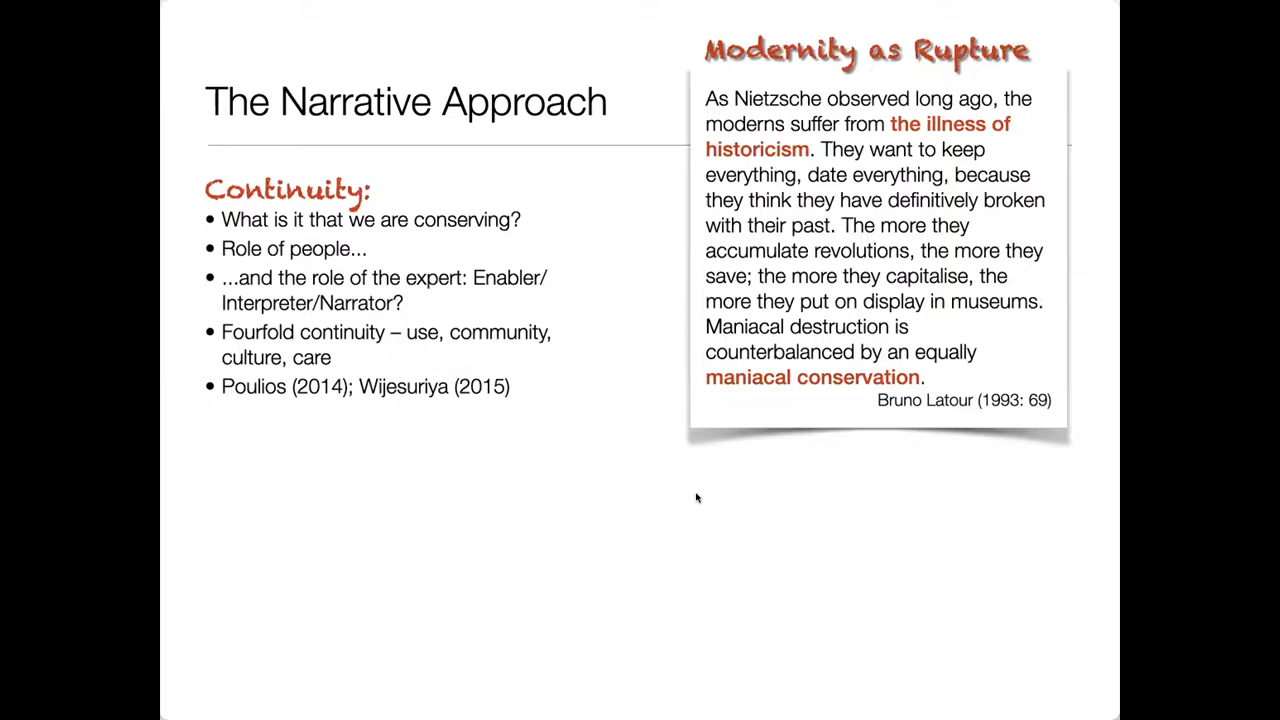 The Narrative Approach
Continuity:
• What is it that we are conserving?
• Role of people...
• ...and the role of the expert: Enabler/
Interpreter/Narrator?
• Fourfold continuity – use, community,
culture, care
• Poulios (2014); Wijesuriya (2015)
Modernity as Rupture
As Nietzsche observed long ago, the
moderns suffer from the illness of
historicism. They want to keep
everything, date everything, because
they think they have definitively broken
with their past. The more they
accumulate revolutions, the more they
save; the more they capitalise, the
more they put on display in museums.
Maniacal destruction is
counterbalanced by an equally
maniacal conservation.
Bruno Latour (1993: 69)